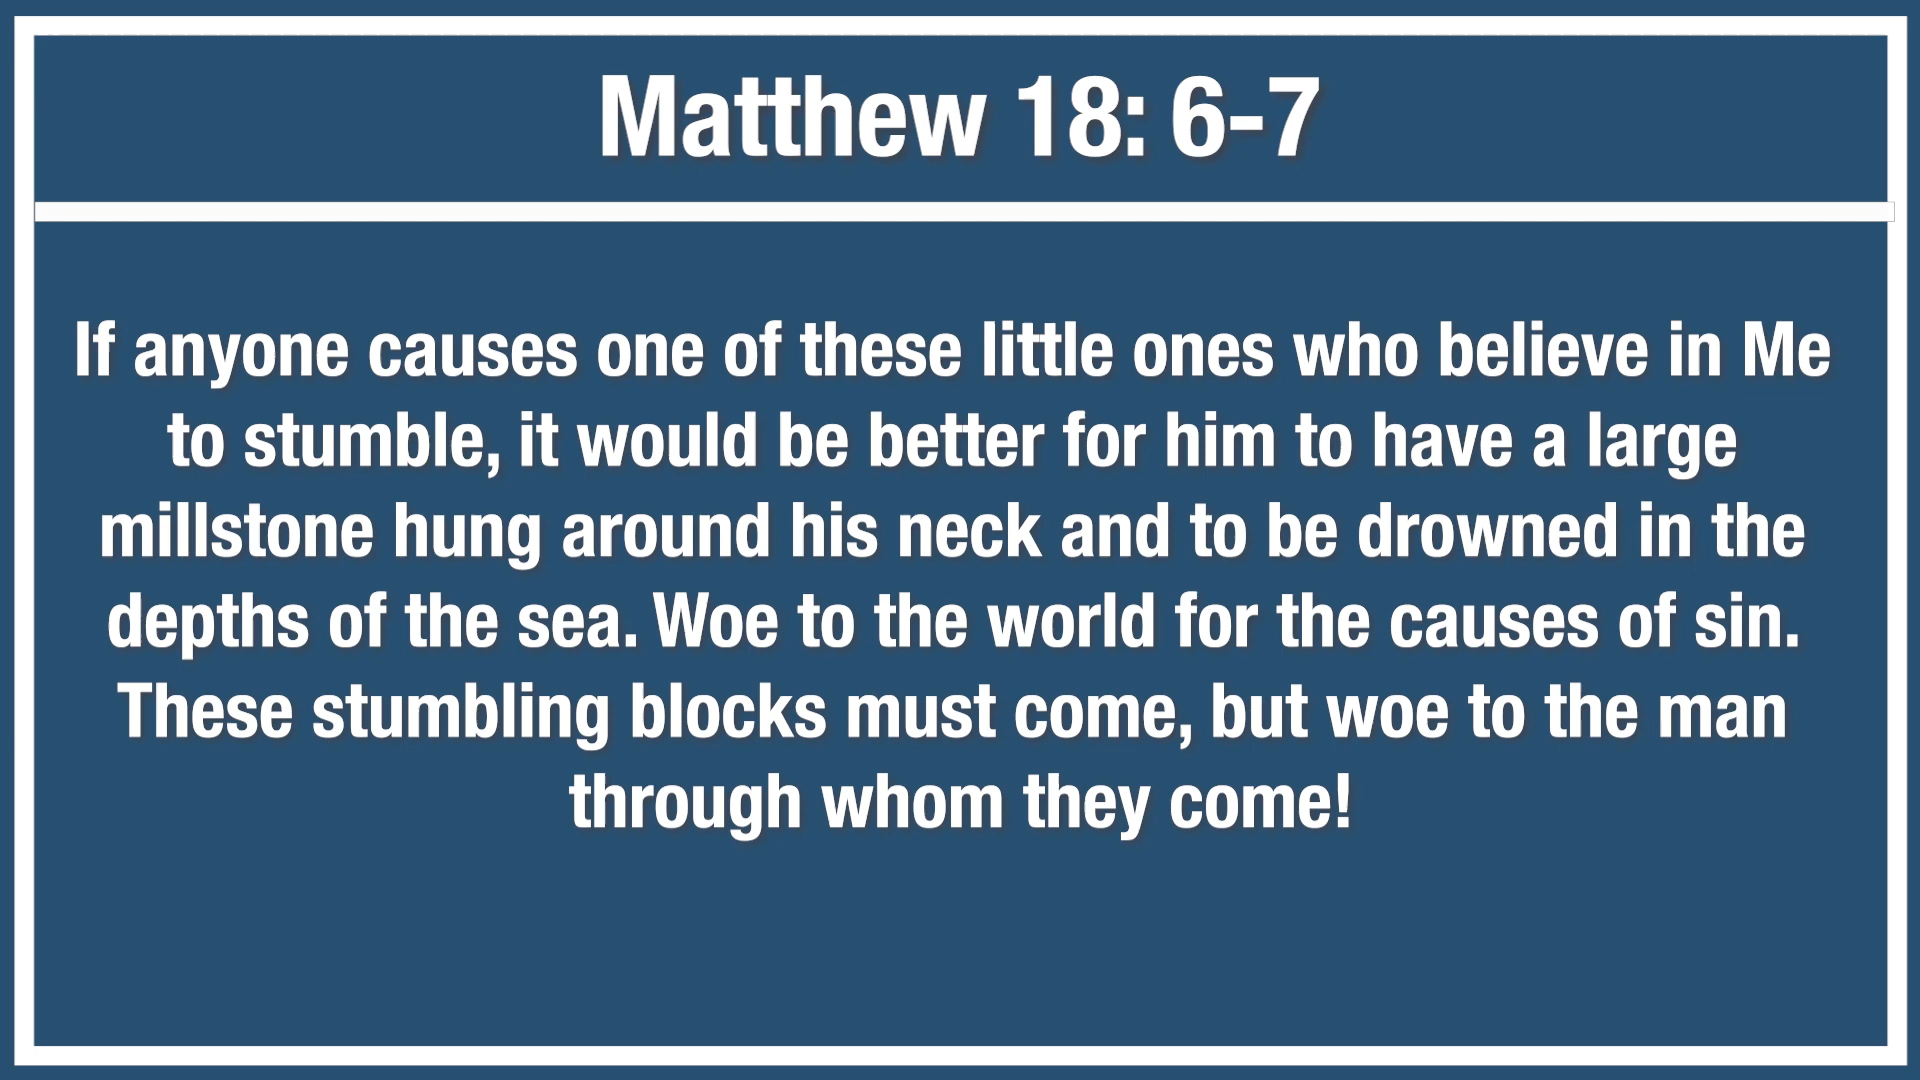 Matthew 18: 6-7
If anyone causes one of these little ones who believe in Me
to stumble, it would be better for him to have a large
millstone hung around his neck and to be drowned in the
depths of the sea. Woe to the world for the causes of sin.
These stumbling blocks must come, but woe to the man
through whom they come!